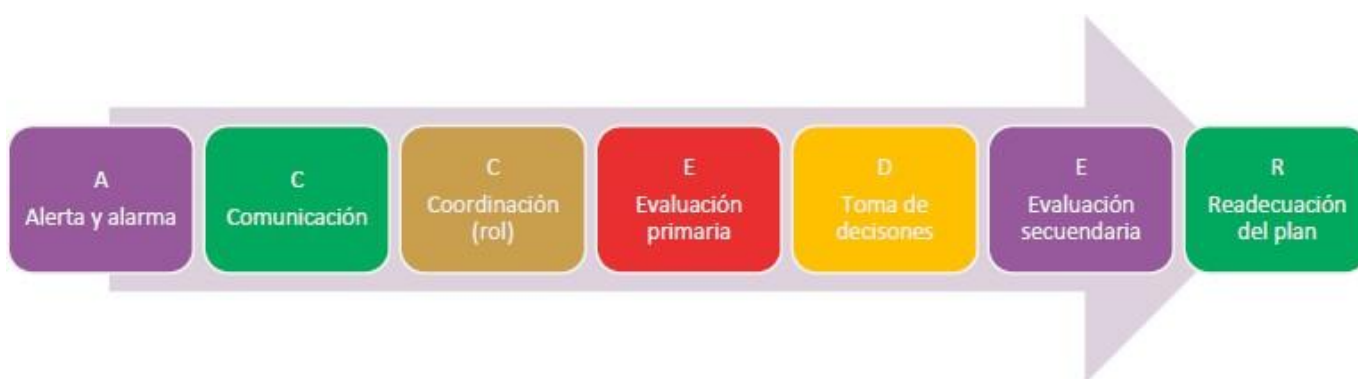 A
Alerta y alarma
C
Comunicación
C
Coordinación
(rol)
E
Evaluación
primaria
D
Toma de
decisones
E
Evaluación
secuendaria
R
Readecuación
del plan